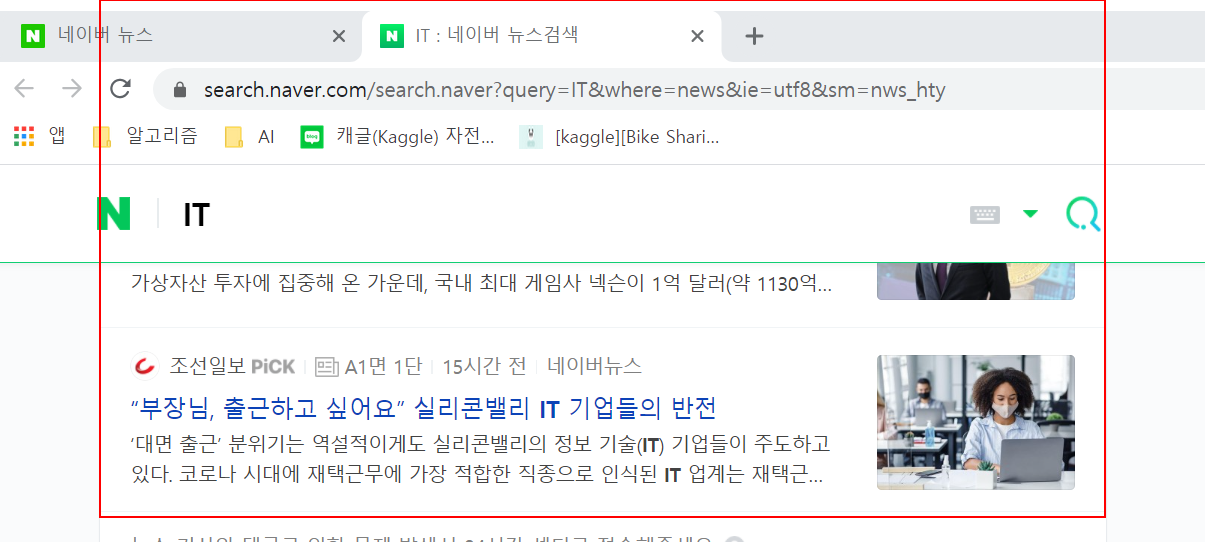 네이버 뉴스
IT : 네이버 뉴스검색
search.naver.com/search.naver?query=IT&where=news&ie=utf8&sm=nws_hty
앱 알고리즘 AI blog 캐글(Kaggle) 자전... [kaggle][Bike Shari...
N IT
가상자산 투자에 집중해 온 가운데, 국내 최대 게임사 넥슨이 1억 달러(약 1130억...
조선일보 PiCK A1면 1단 15시간 전 네이버뉴스
“부장님, 출근하고 싶어요” 실리콘밸리 IT 기업들의 반전
‘대면 출근’ 분위기는 역설적이게도 실리콘밸리의 정보 기술(IT) 기업들이 주도하고
있다. 코로나 시대에 재택근무에 가장 적합한 직종으로 인식된 IT 업계는 재택근...